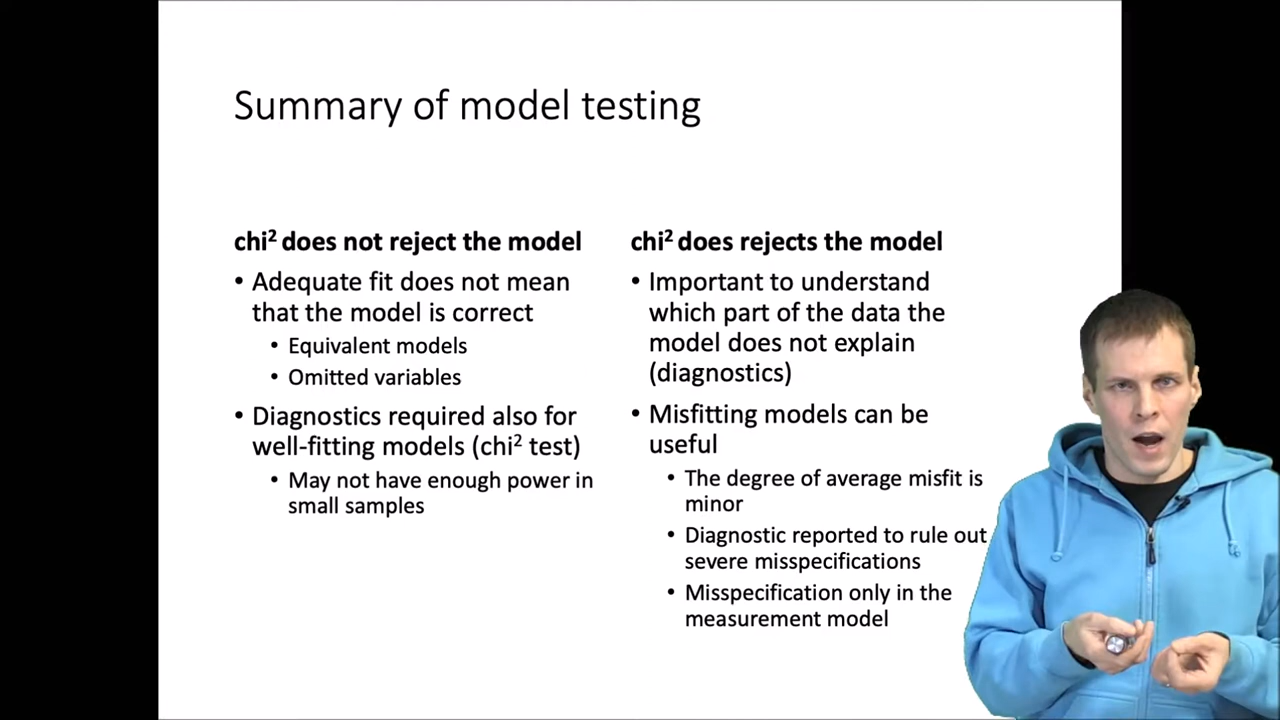 Summary of model testing
chi² does not reject the model
• Adequate fit does not mean
that the model is correct
• Equivalent models
• Omitted variables
• Diagnostics required also for
well-fitting models (chi² test)
• May not have enough power in
small samples
chi² does rejects the model
• Important to understand
which part of the data the
model does not explain
(diagnostics)
• Misfitting models can be
useful
• The degree of average misfit is
minor
• Diagnostic reported to rule out
severe misspecifications
• Misspecification only in the
measurement model